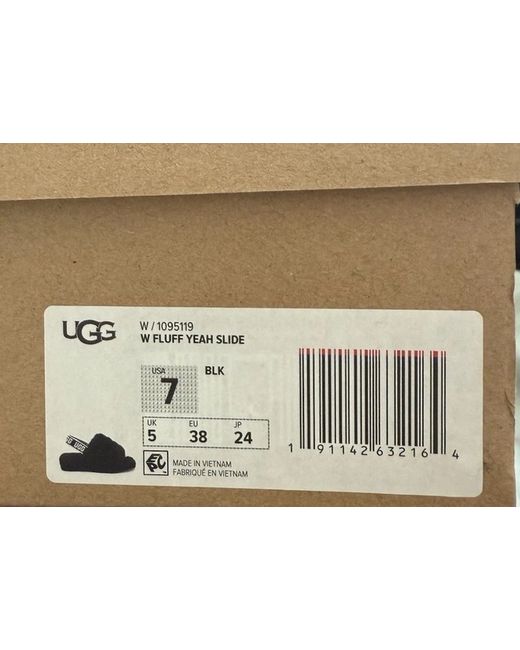 UGG
W / 1095119
W FLUFF YEAH SLIDE
USA
7
BLK
UK
5
EU
38
JP
24
UGG
MADE IN VIETNAM
FABRIQUÉ EN VIETNAM
1 91142 63216 4